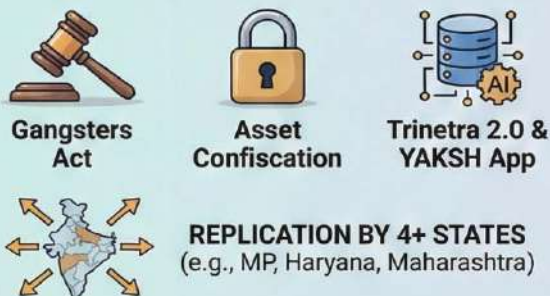 Gangsters
Act
Asset
Confiscation
AI
Trinetra 2.0 &
YAKSH App
REPLICATION BY 4+ STATES
(e.g., MP, Haryana, Maharashtra)